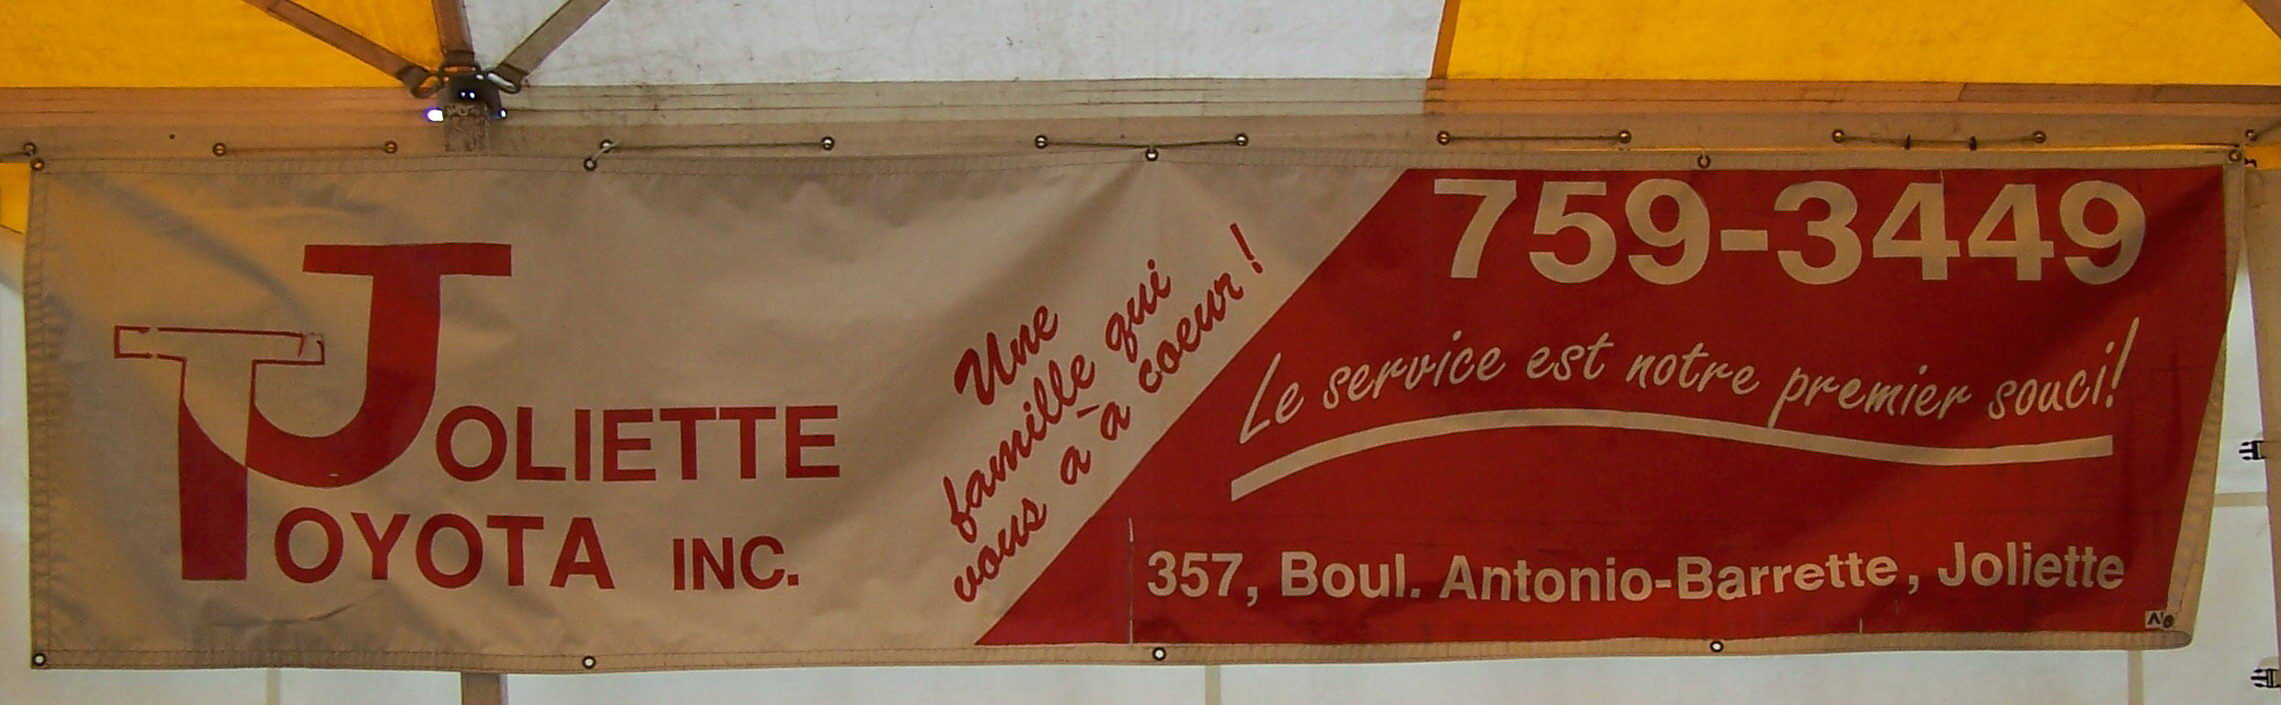 JOLIETTE
TOYOTA INC.
Une
famille qui
vous a à coeur!
759-3449
Le service est notre premier souci!
357, Boul. Antonio-Barrette, Joliette